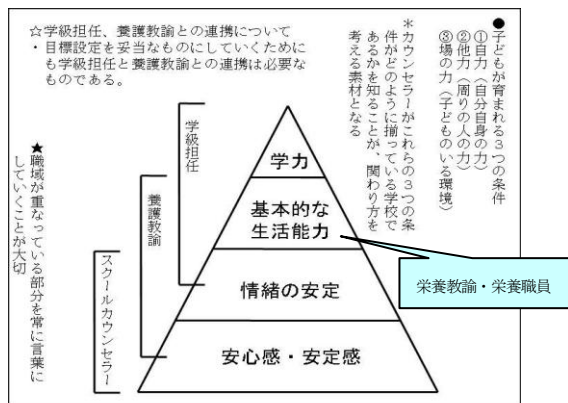 ☆学級担任、養護教諭との連携について
・目標設定を妥当なものにしていくために
も学級担任と養護教諭との連携は必要な
ものである。
●子どもが育まれる3つの条件
①自力（自分自身の力）
②他力（周りの人の力）
③場の力（子どものいる環境）
＊カウンセラーがこれらの3つの条
件がどのように揃っている学校で
あるかを知ることが、関わり方を
考える素材となる
学力
基本的な
生活能力
情緒の安定
安心感・安定感
学級担任
養護教諭
スクールカウンセラー
★職域が重なっている部分を常に言葉に
していくことが大切
栄養教諭・栄養職員